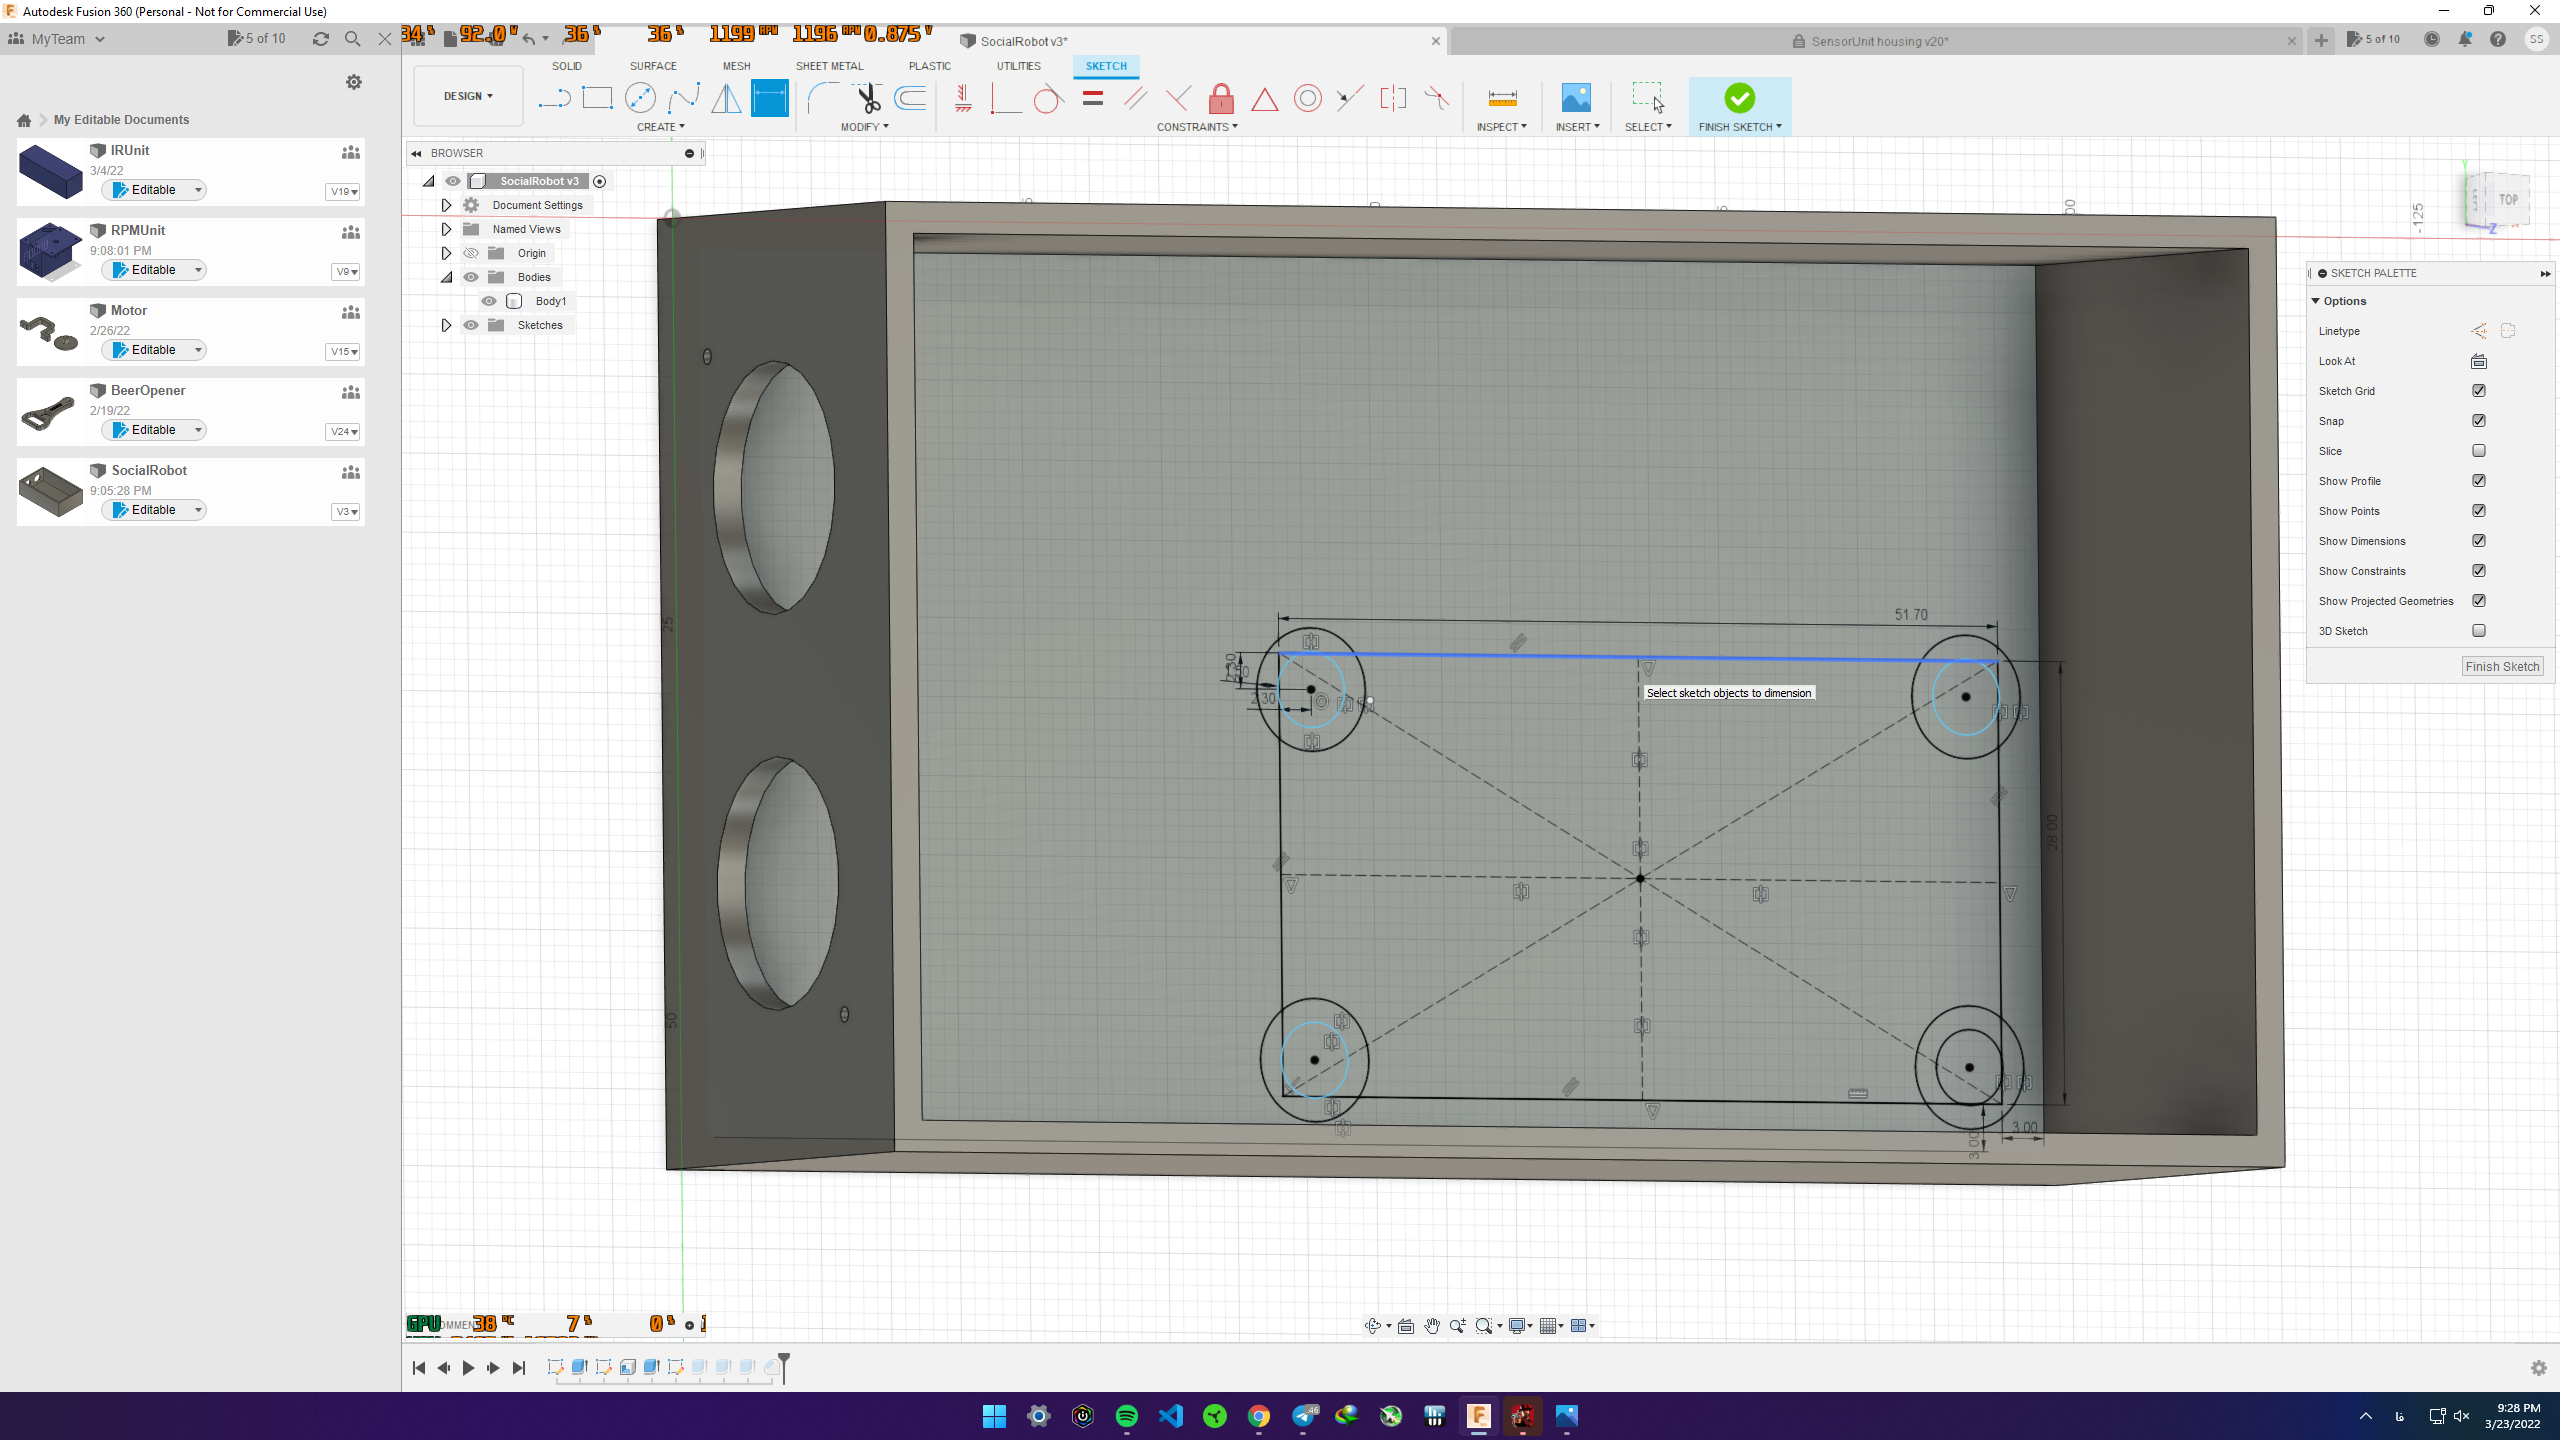 Autodesk Fusion 360 (Personal - Not for Commercial Use)
MyTeam
5 of 10
34 %
92.0 W
36 %
36 %
1199 RPM
1196 RPM
0.875 V
SocialRobot v3*
SensorUnit housing v20*
5 of 10
SS
SOLID
SURFACE
MESH
SHEET METAL
PLASTIC
UTILITIES
SKETCH
DESIGN
CREATE
MODIFY
CONSTRAINTS
INSPECT
INSERT
SELECT
FINISH SKETCH
My Editable Documents
IRUnit
3/4/22
Editable
V19
RPMUnit
9:08:01 PM
Editable
V9
Motor
2/26/22
Editable
V15
BeerOpener
2/19/22
Editable
V24
SocialRobot
9:05:28 PM
Editable
V3
BROWSER
SocialRobot v3
Document Settings
Named Views
Origin
Bodies
Body1
Sketches
25
50
-125
TOP
LEFT
Y
Z
51.70
2.30
28.00
3.00
3.00
Select sketch objects to dimension
SKETCH PALETTE
Options
Linetype
Look At
Sketch Grid
Snap
Slice
Show Profile
Show Points
Show Dimensions
Show Constraints
Show Projected Geometries
3D Sketch
Finish Sketch
GPU
38 °C
7 %
0 %
46
فا
9:28 PM
3/23/2022